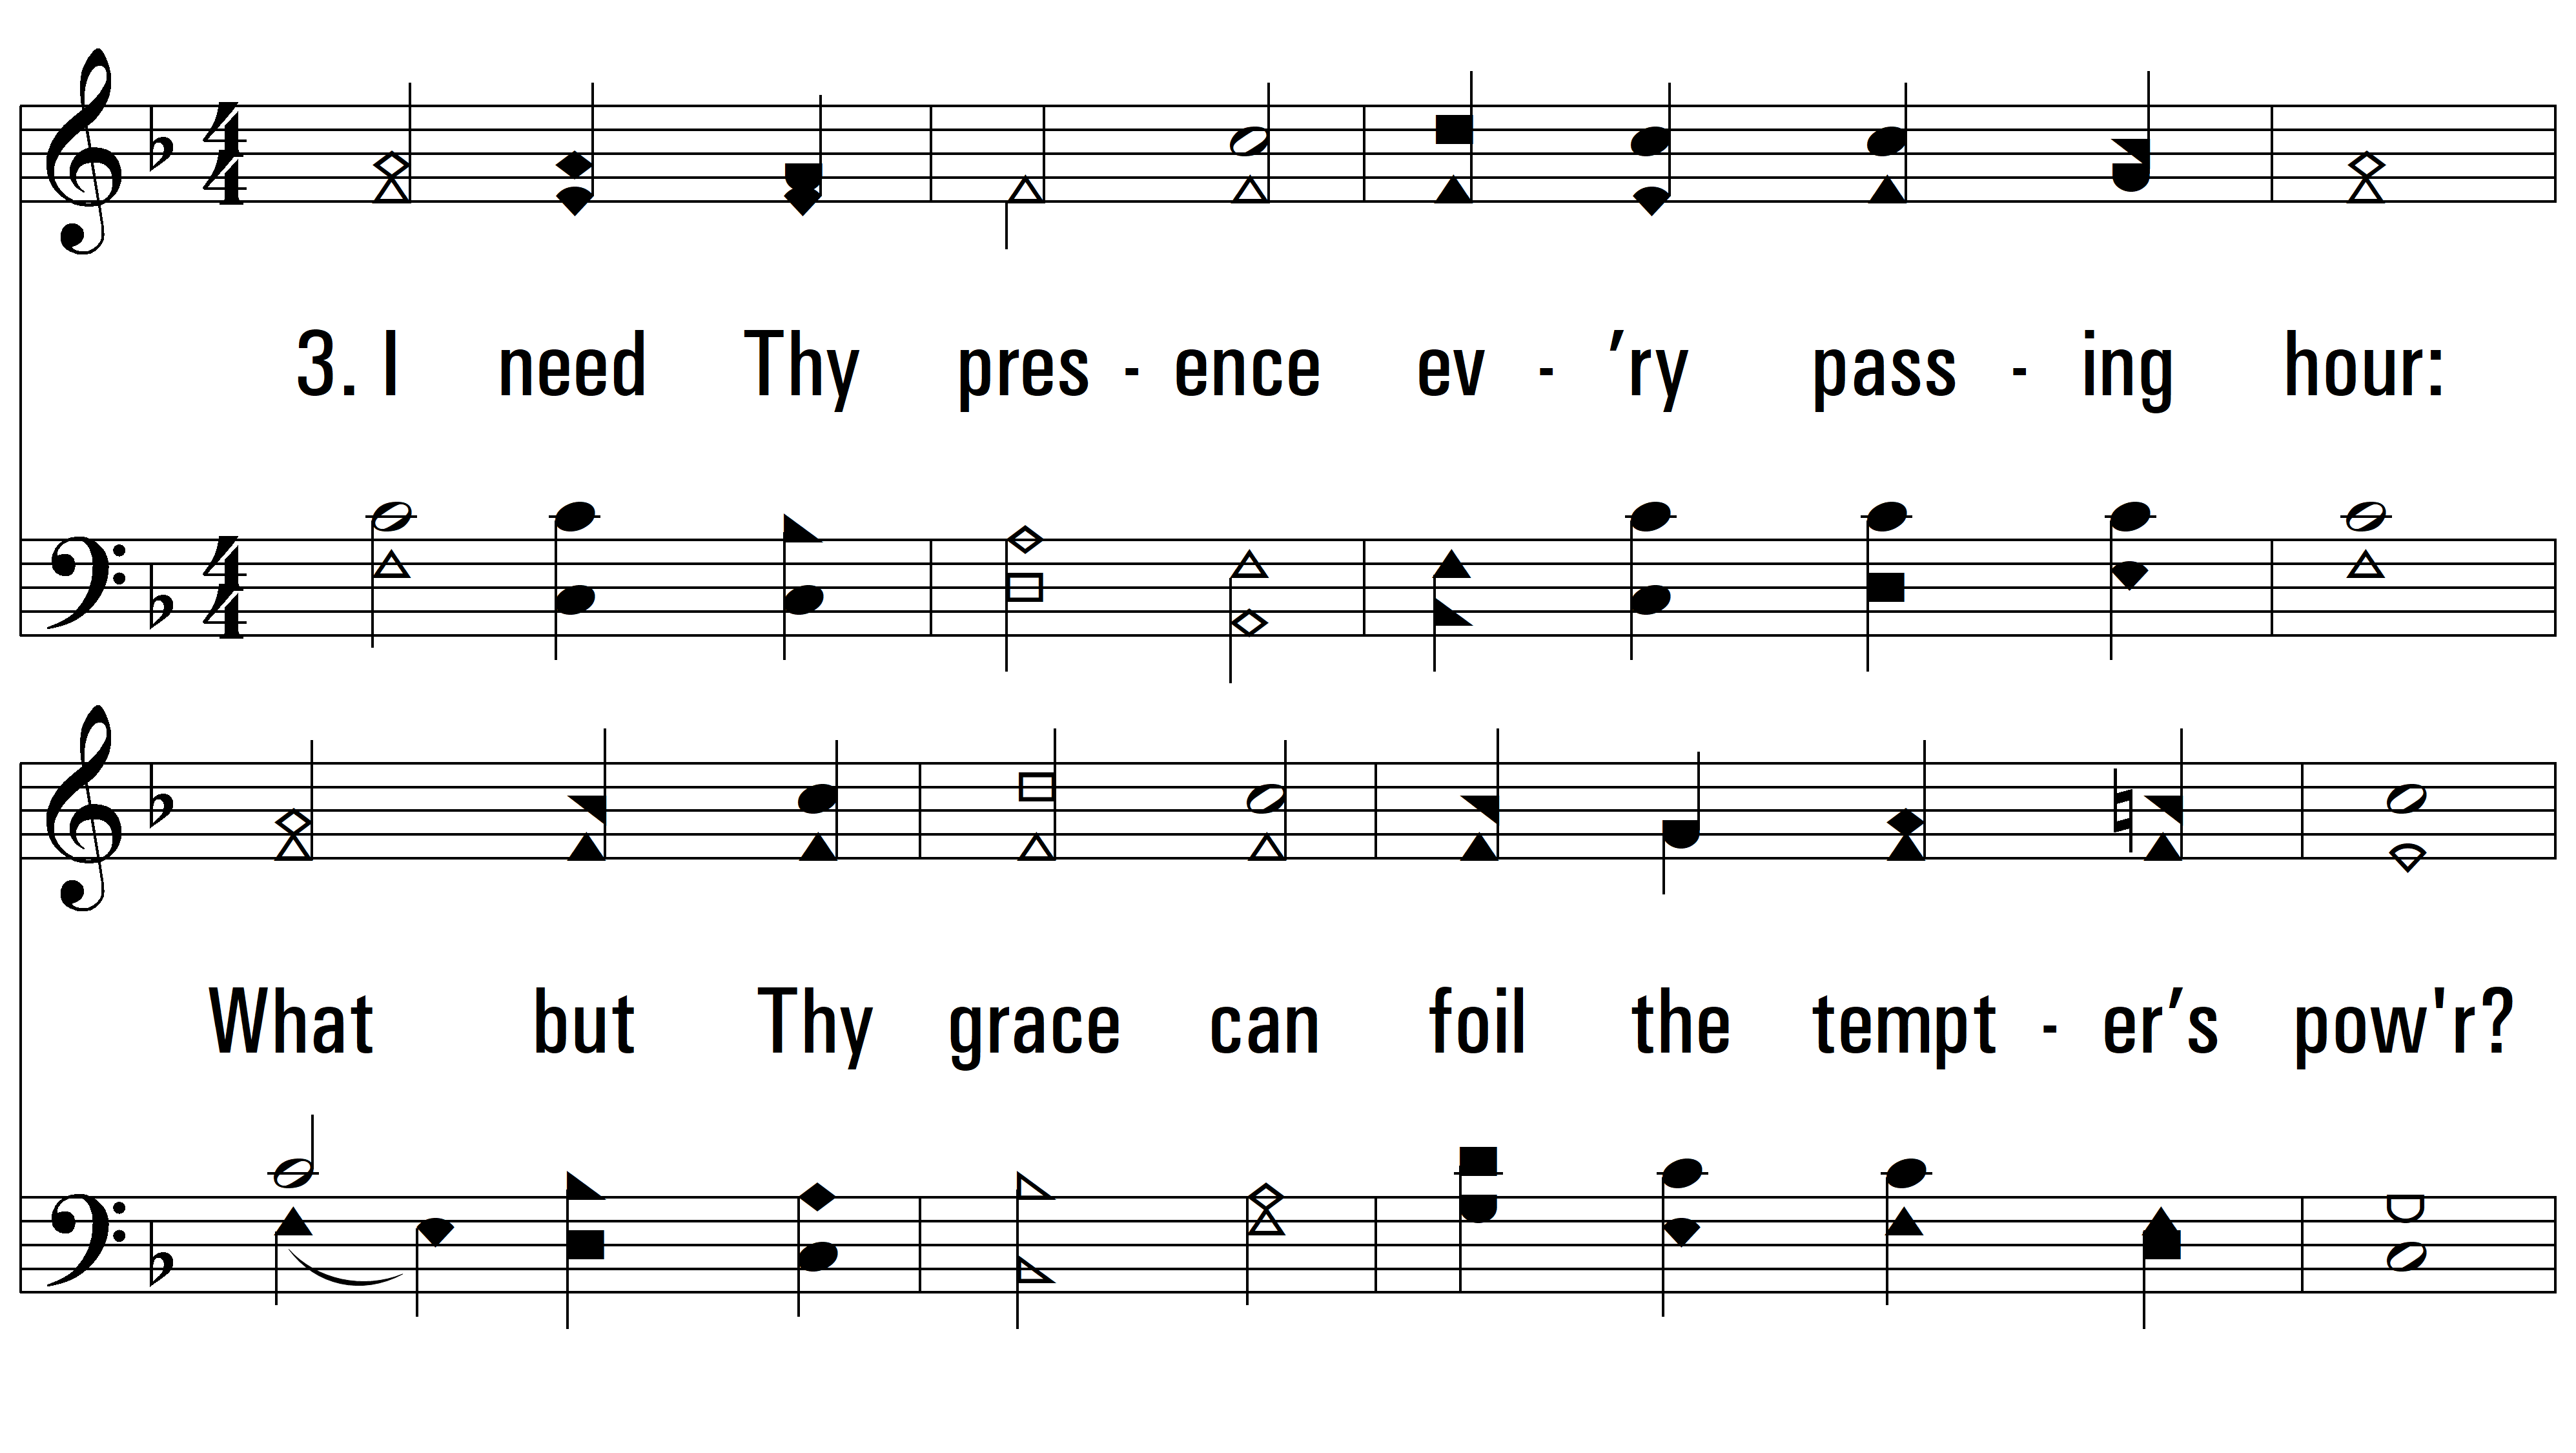 3. I need Thy pres - ence ev - ’ry pass - ing hour:
What but Thy grace can foil the tempt - er’s pow'r?